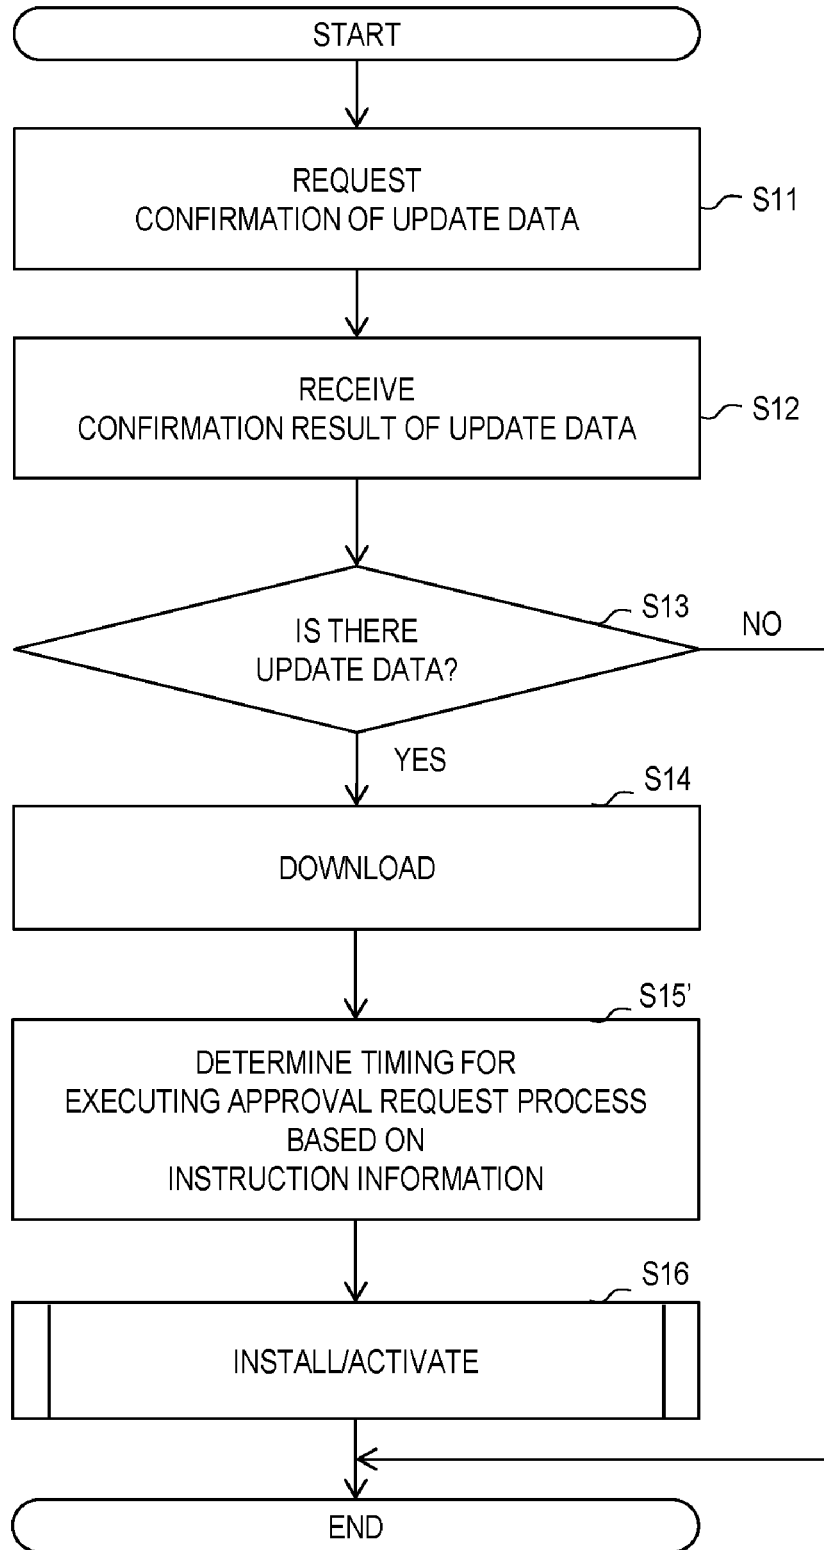 START
REQUEST
CONFIRMATION OF UPDATE DATA
S11
RECEIVE
CONFIRMATION RESULT OF UPDATE DATA
S12
IS THERE
UPDATE DATA?
S13
NO
YES
S14
DOWNLOAD
S15'
DETERMINE TIMING FOR
EXECUTING APPROVAL REQUEST PROCESS
BASED ON
INSTRUCTION INFORMATION
S16
INSTALL/ACTIVATE
END